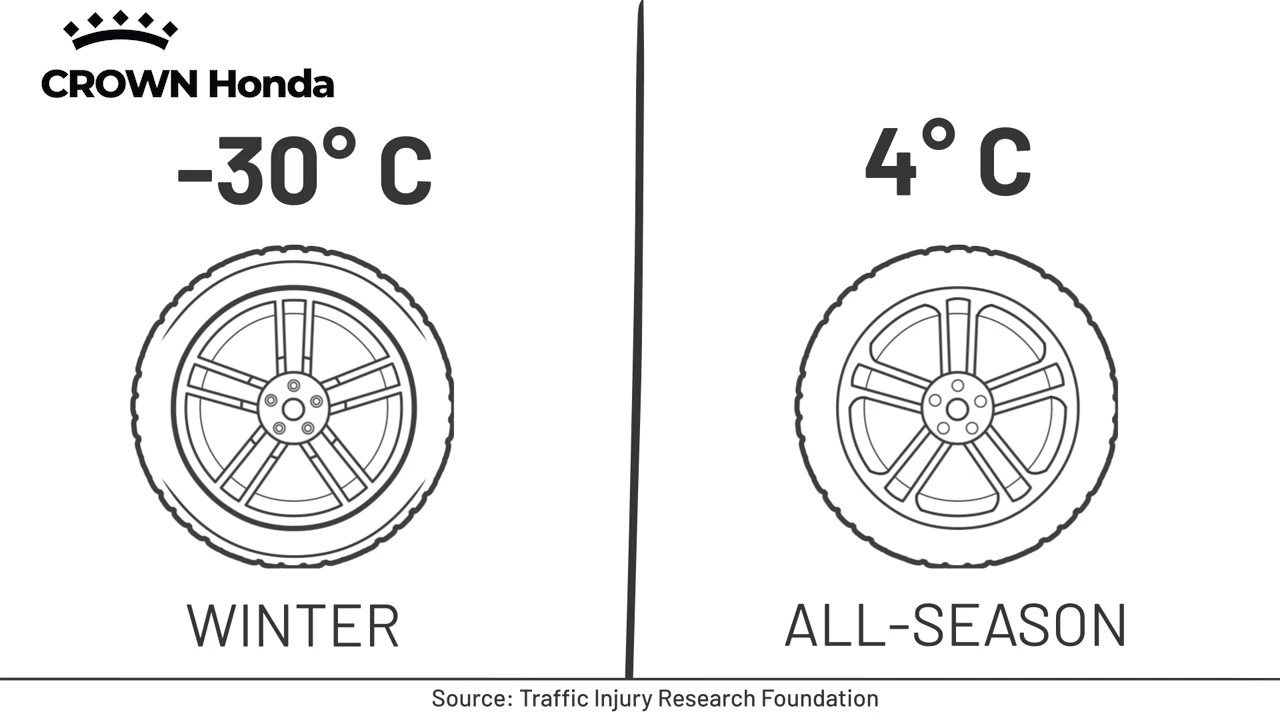 CROWN Honda
-30° C
4° C
WINTER
ALL-SEASON
Source: Traffic Injury Research Foundation